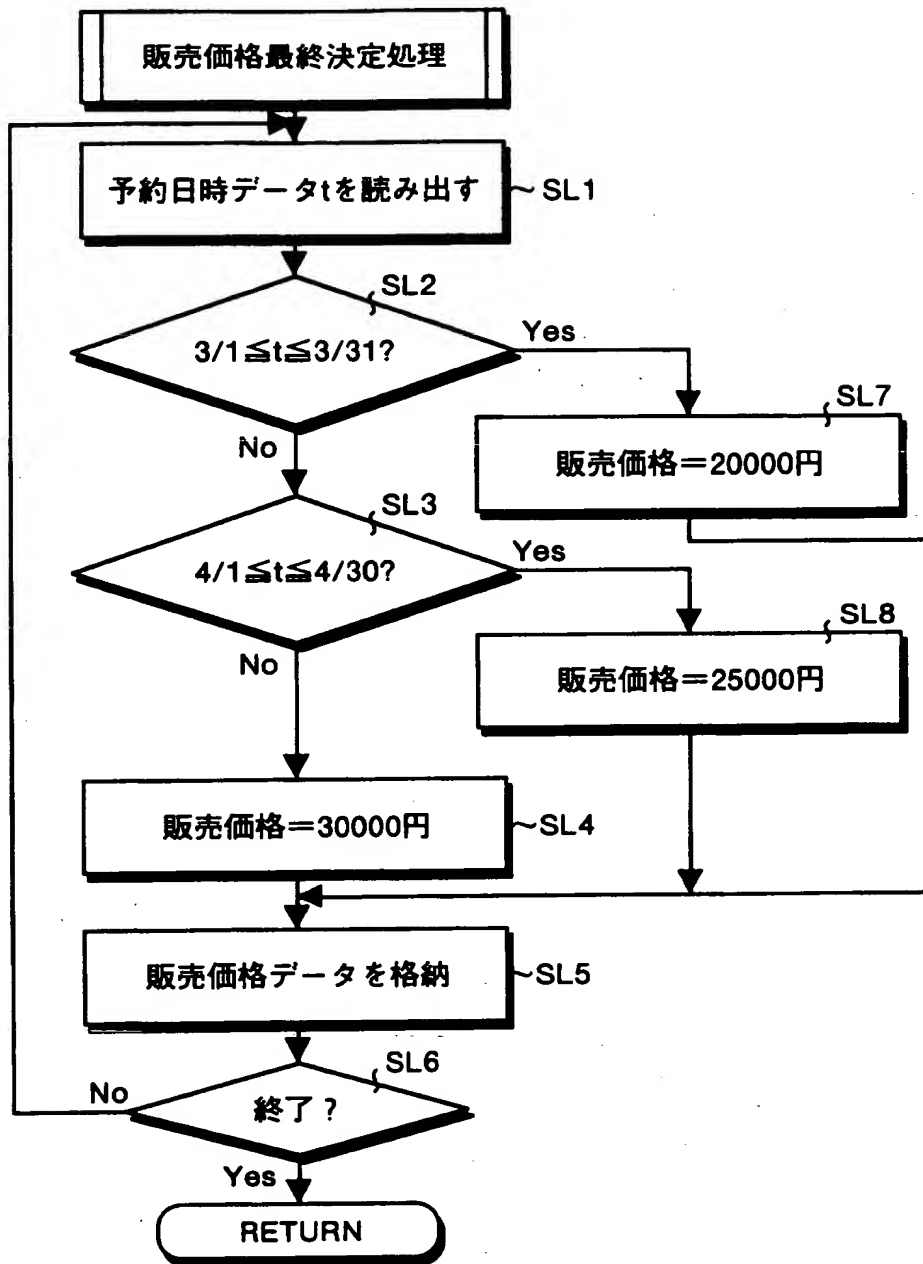 販売価格最終決定処理
予約日時データtを読み出す
SL1
SL2
3/1≦t≦3/31?
Yes
No
SL7
販売価格=20000円
SL3
4/1≦t≦4/30?
Yes
No
SL8
販売価格=25000円
販売価格=30000円
SL4
販売価格データを格納
SL5
SL6
終了?
No
Yes
RETURN